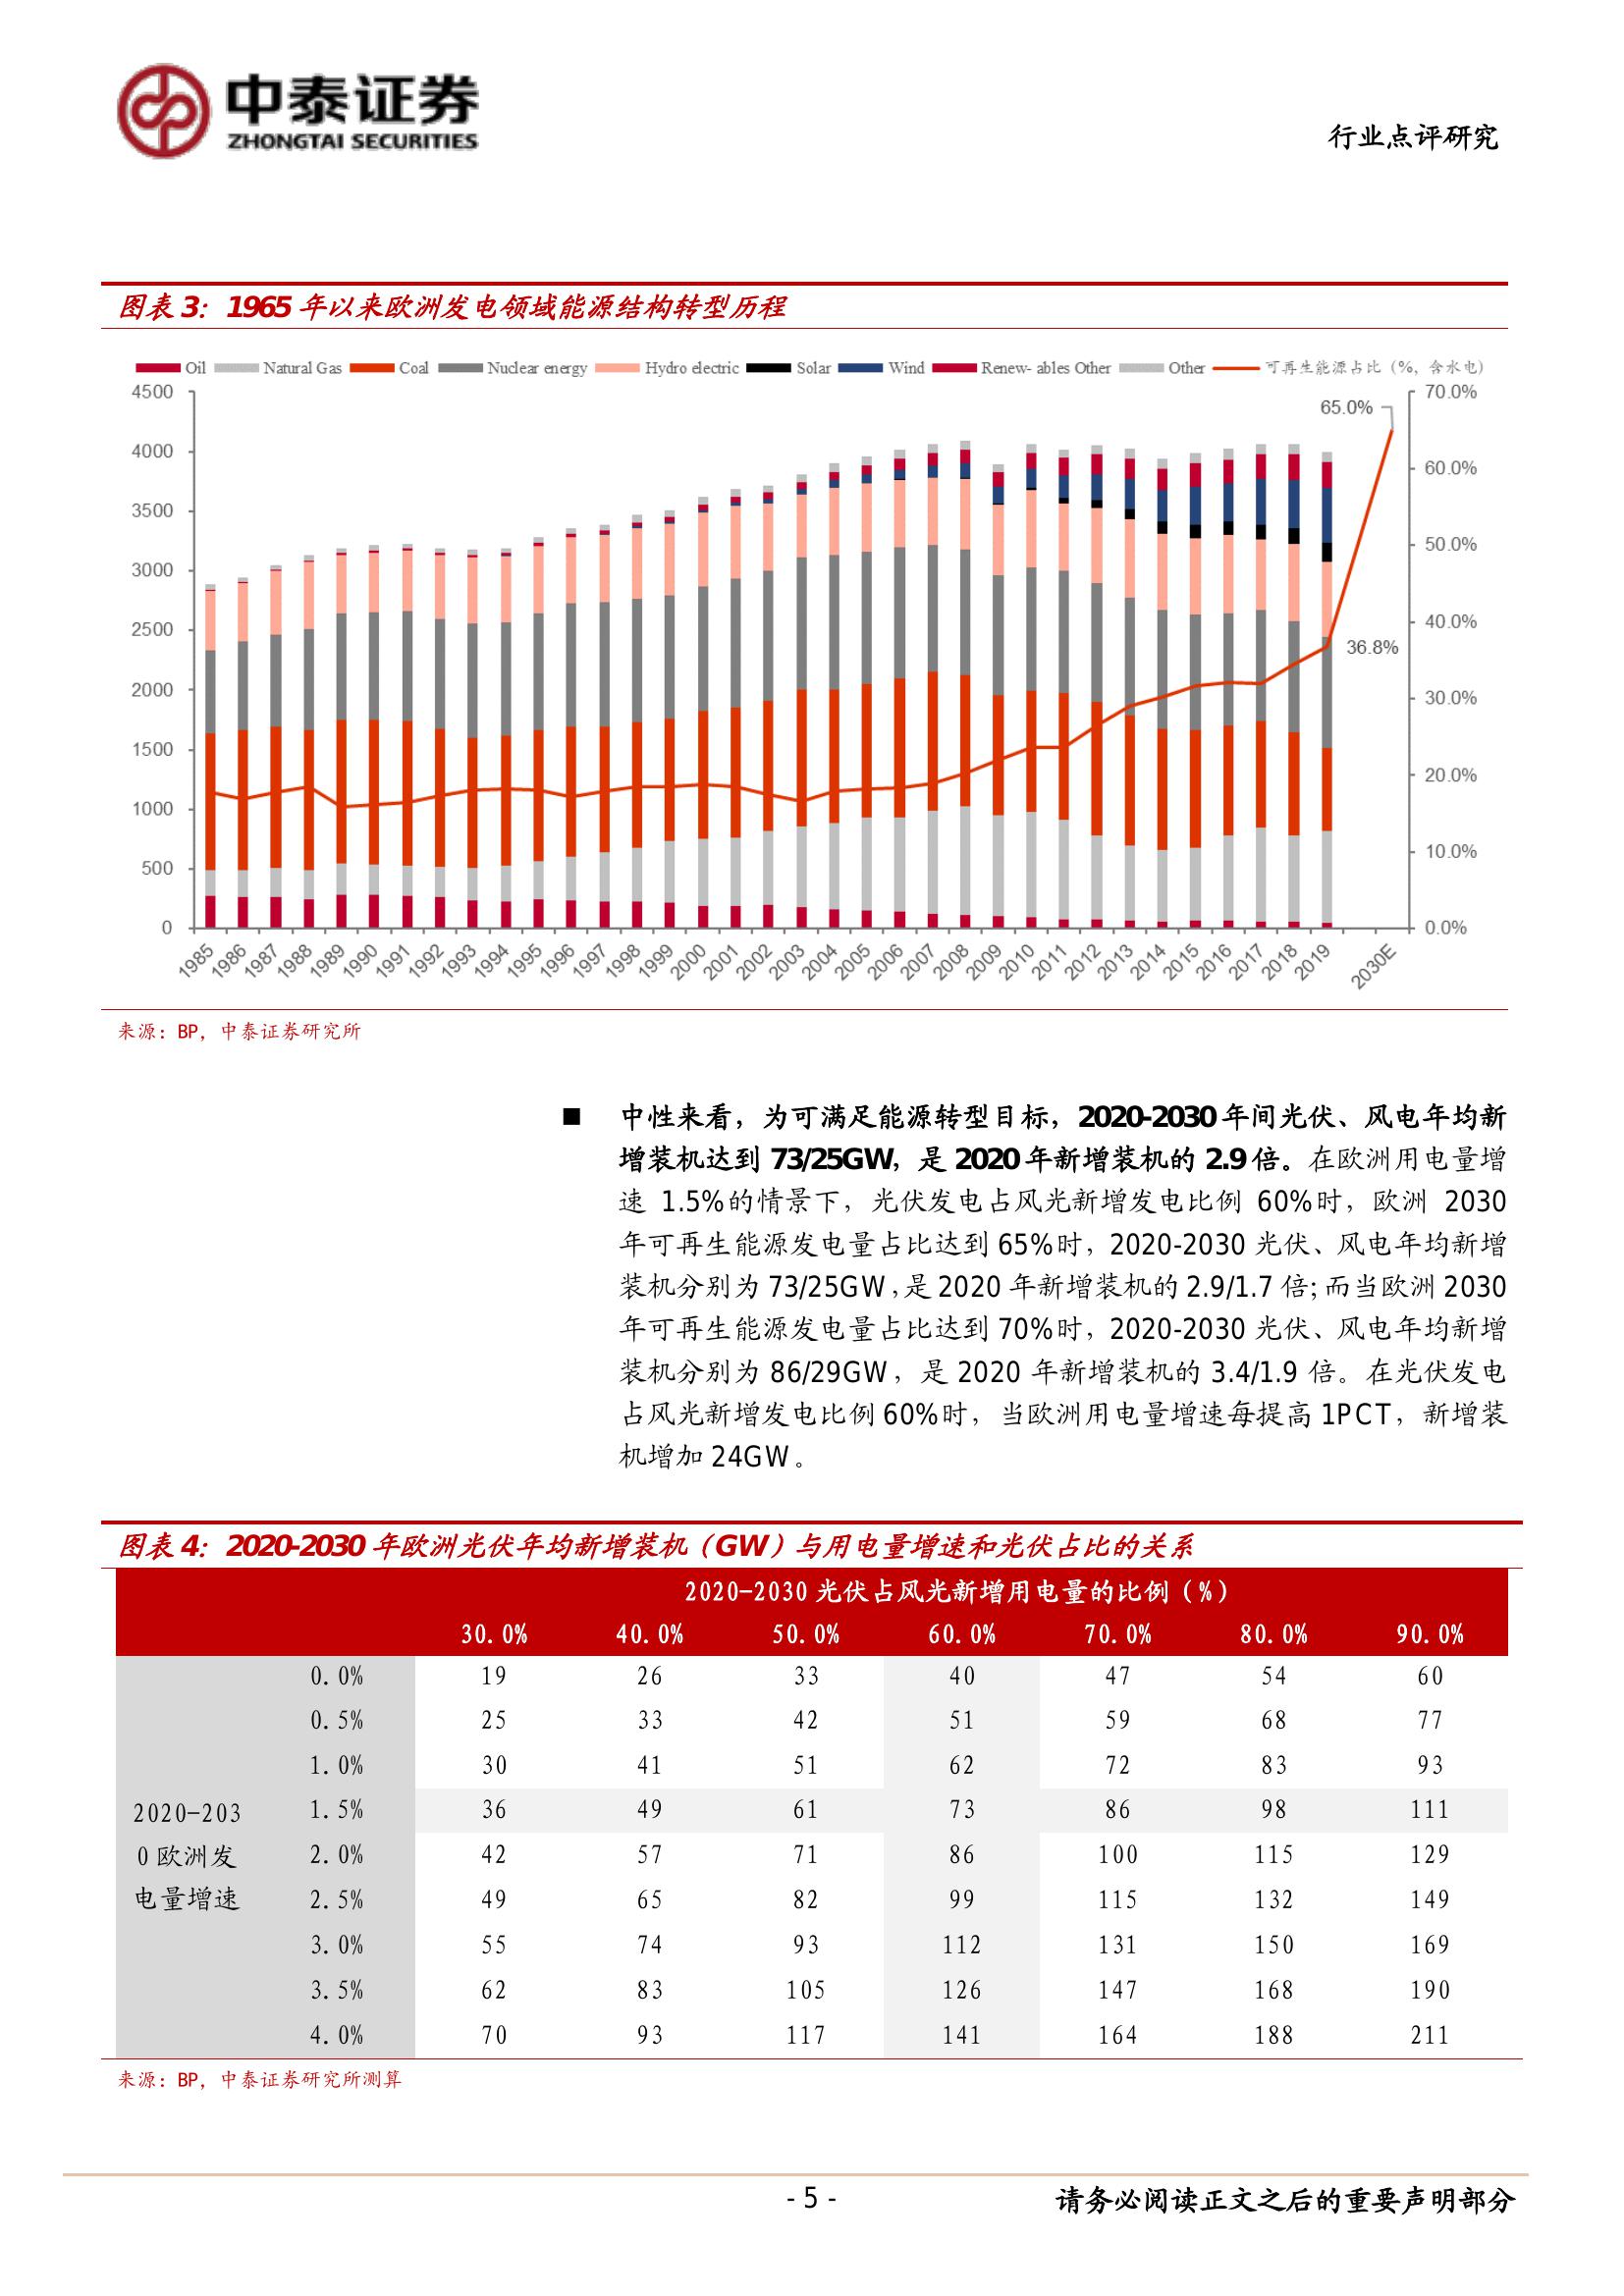 中泰证券
ZHONGTAI SECURITIES
行业点评研究
图表 3：1965 年以来欧洲发电领域能源结构转型历程
Oil Natural Gas Coal Nuclear energy Hydro electric Solar Wind Renew- ables Other Other 可再生能源占比（%，含水电）
4500 70.0%
65.0%
4000
60.0%
3500
50.0%
3000
2500 40.0%
36.8%
2000
30.0%
1500
20.0%
1000
10.0%
500
0 0.0%
1985 1986 1987 1988 1989 1990 1991 1992 1993 1994 1995 1996 1997 1998 1999 2000 2001 2002 2003 2004 2005 2006 2007 2008 2009 2010 2011 2012 2013 2014 2015 2016 2017 2018 2019 2030E
来源：BP，中泰证券研究所
■ 中性来看，为可满足能源转型目标，2020-2030 年间光伏、风电年均新
增装机达到 73/25GW，是 2020 年新增装机的 2.9 倍。在欧洲用电量增
速 1.5%的情景下，光伏发电占风光新增发电比例 60%时，欧洲 2030
年可再生能源发电量占比达到 65%时，2020-2030 光伏、风电年均新增
装机分别为 73/25GW，是 2020 年新增装机的 2.9/1.7 倍；而当欧洲 2030
年可再生能源发电量占比达到 70%时，2020-2030 光伏、风电年均新增
装机分别为 86/29GW，是 2020 年新增装机的 3.4/1.9 倍。在光伏发电
占风光新增发电比例 60%时，当欧洲用电量增速每提高 1PCT，新增装
机增加 24GW。
图表 4：2020-2030 年欧洲光伏年均新增装机（GW）与用电量增速和光伏占比的关系
2020-2030 光伏占风光新增用电量的比例（%）
30.0% 40.0% 50.0% 60.0% 70.0% 80.0% 90.0%
0.0% 19 26 33 40 47 54 60
0.5% 25 33 42 51 59 68 77
1.0% 30 41 51 62 72 83 93
2020-203 1.5% 36 49 61 73 86 98 111
0 欧洲发 2.0% 42 57 71 86 100 115 129
电量增速 2.5% 49 65 82 99 115 132 149
3.0% 55 74 93 112 131 150 169
3.5% 62 83 105 126 147 168 190
4.0% 70 93 117 141 164 188 211
来源：BP，中泰证券研究所测算
- 5 - 请务必阅读正文之后的重要声明部分